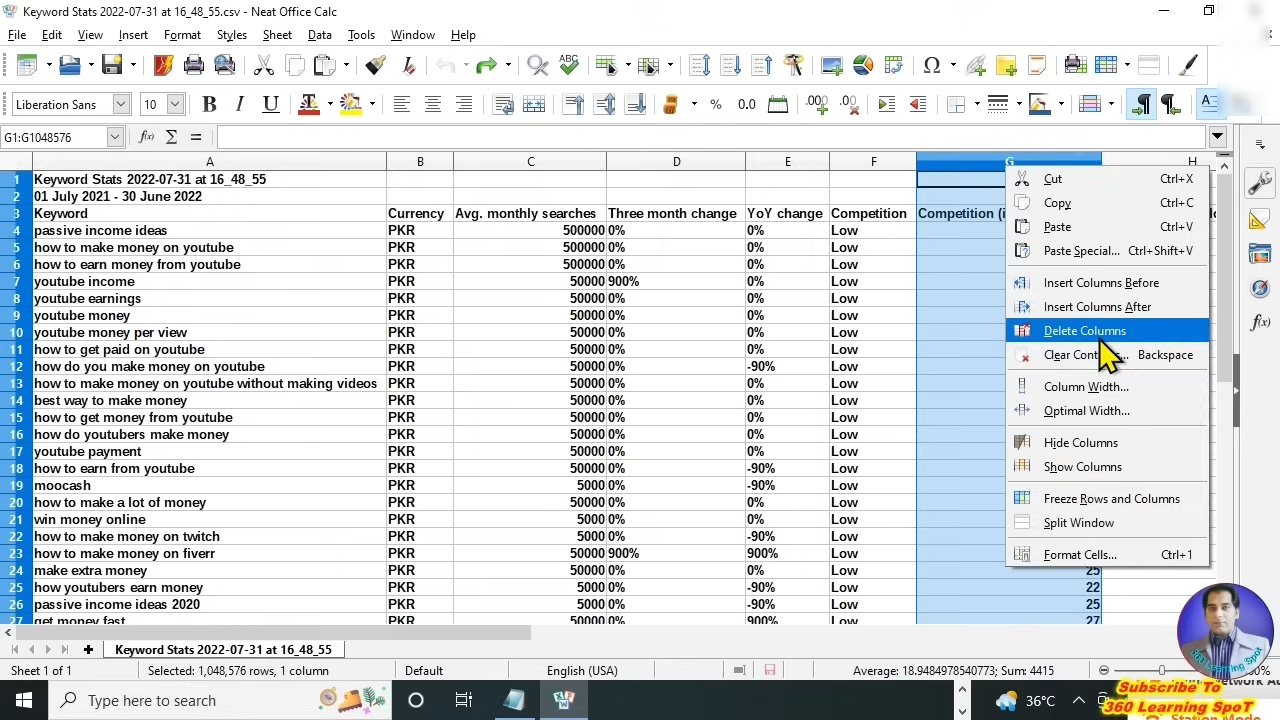 Keyword Stats 2022-07-31 at 16_48_55.csv - Neat Office Calc
File Edit View Insert Format Styles Sheet Data Tools Window Help
Liberation Sans 10
G1:G1048576
A B C D E F G H
1 Keyword Stats 2022-07-31 at 16_48_55
2 01 July 2021 - 30 June 2022
3 Keyword Currency Avg. monthly searches Three month change YoY change Competition Competition (i
4 passive income ideas PKR 500000 0% 0% Low
5 how to make money on youtube PKR 500000 0% 0% Low
6 how to earn money from youtube PKR 500000 0% 0% Low
7 youtube income PKR 50000 900% 0% Low
8 youtube earnings PKR 50000 0% 0% Low
9 youtube money PKR 50000 0% 0% Low
10 youtube money per view PKR 50000 0% 0% Low
11 how to get paid on youtube PKR 50000 0% 0% Low
12 how do you make money on youtube PKR 50000 0% -90% Low
13 how to make money on youtube without making videos PKR 50000 0% 0% Low
14 best way to make money PKR 50000 0% 0% Low
15 how to get money from youtube PKR 50000 0% 0% Low
16 how do youtubers make money PKR 50000 0% 0% Low
17 youtube payment PKR 50000 0% 0% Low
18 how to earn from youtube PKR 50000 0% -90% Low
19 moocash PKR 5000 0% -90% Low
20 how to make a lot of money PKR 50000 0% 0% Low
21 win money online PKR 5000 0% 0% Low
22 how to make money on twitch PKR 5000 0% -90% Low
23 how to make money on fiverr PKR 50000 900% 900% Low
24 make extra money PKR 50000 0% 0% Low 25
25 how youtubers earn money PKR 5000 0% -90% Low 22
26 passive income ideas 2020 PKR 5000 0% -90% Low 25
27 get money fast PKR 50000 0% 900% Low 27
Cut Ctrl+X
Copy Ctrl+C
Paste Ctrl+V
Paste Special... Ctrl+Shift+V
Insert Columns Before
Insert Columns After
Delete Columns
Clear Cont... Backspace
Column Width...
Optimal Width...
Hide Columns
Show Columns
Freeze Rows and Columns
Split Window
Format Cells... Ctrl+1
Keyword Stats 2022-07-31 at 16_48_55
Sheet 1 of 1 Selected: 1,048,576 rows, 1 column Default English (USA) Average: 18.9484978540773; Sum: 4415
360 Learning Spot
Type here to search 36°C
Subscribe To
360 Learning SpoT